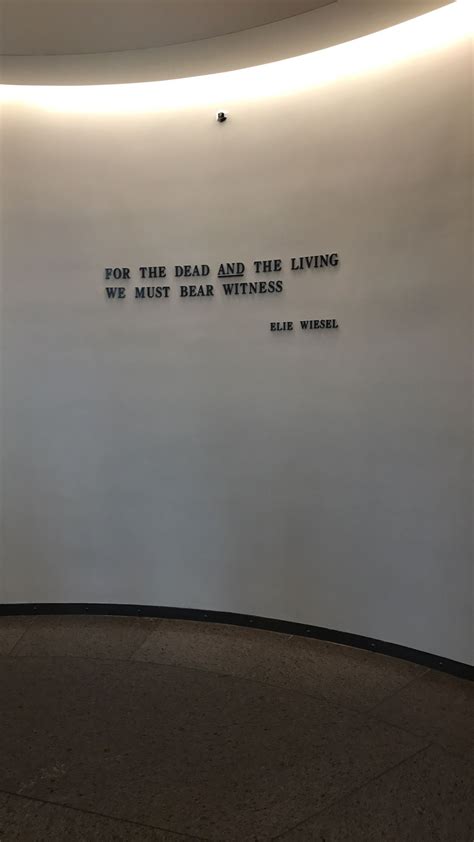 FOR THE DEAD AND THE LIVING
WE MUST BEAR WITNESS
ELIE WIESEL